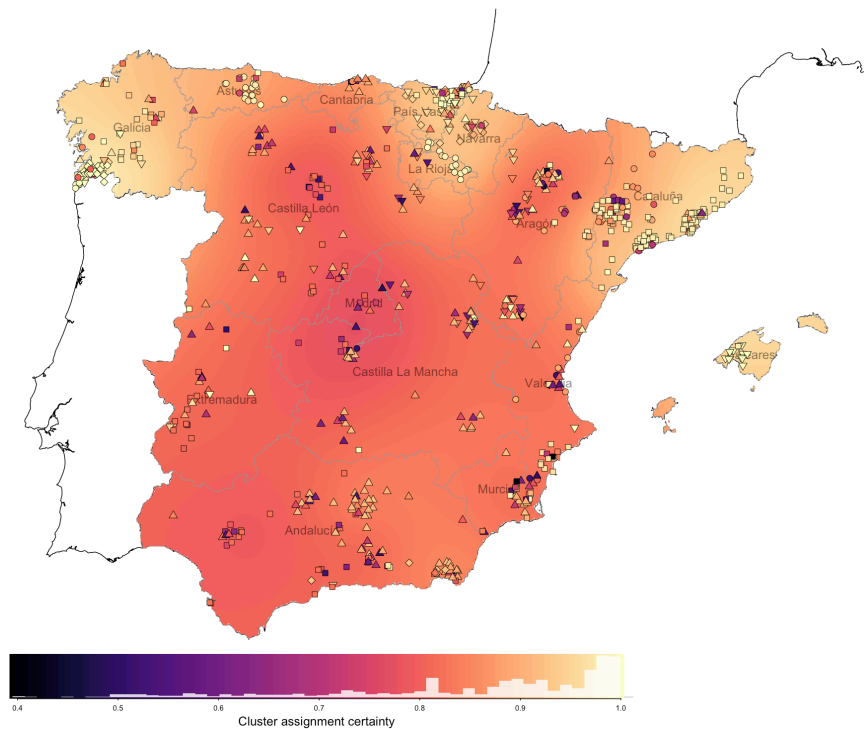 Asturias
Cantabria
País Vasco
Galicia
Navarra
La Rioja
Cataluña
Castilla León
Aragón
Madrid
Baleares
Castilla La Mancha
Valencia
Extremadura
Murcia
Andalucía
0.4 0.5 0.6 0.7 0.8 0.9 1.0
Cluster assignment certainty